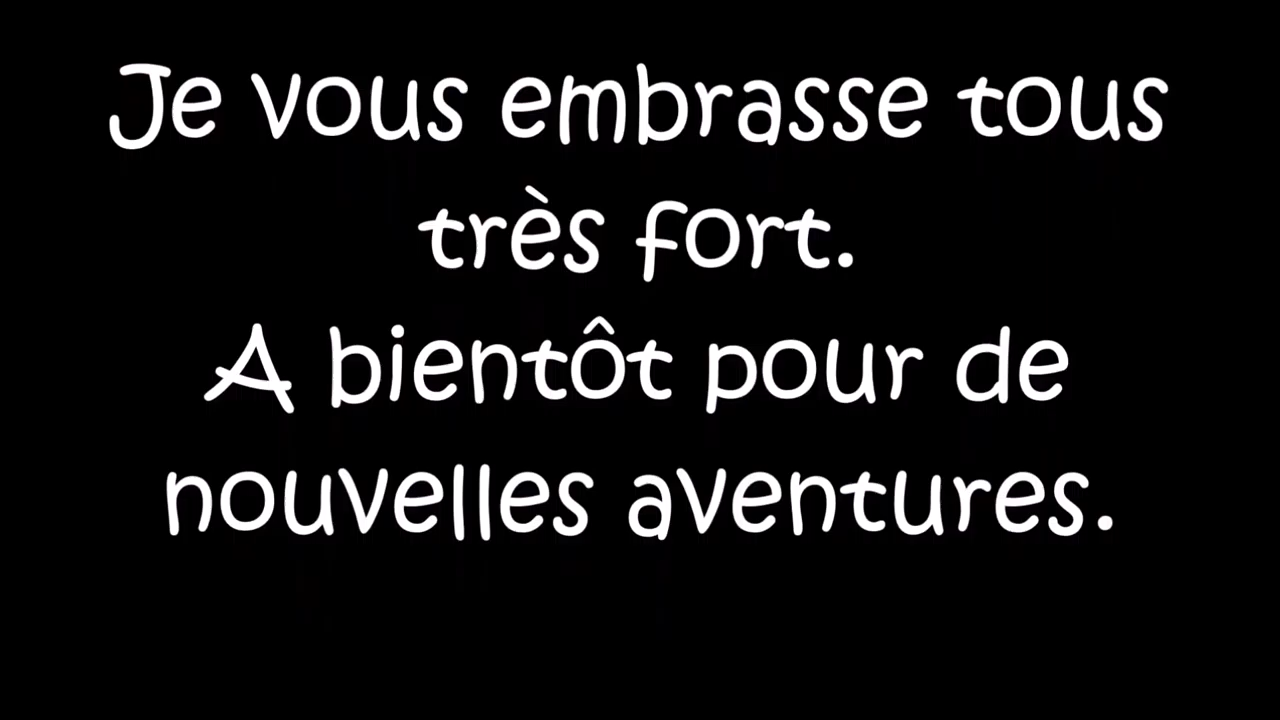 Je vous embrasse tous
très fort.
A bientôt pour de
nouvelles aventures.